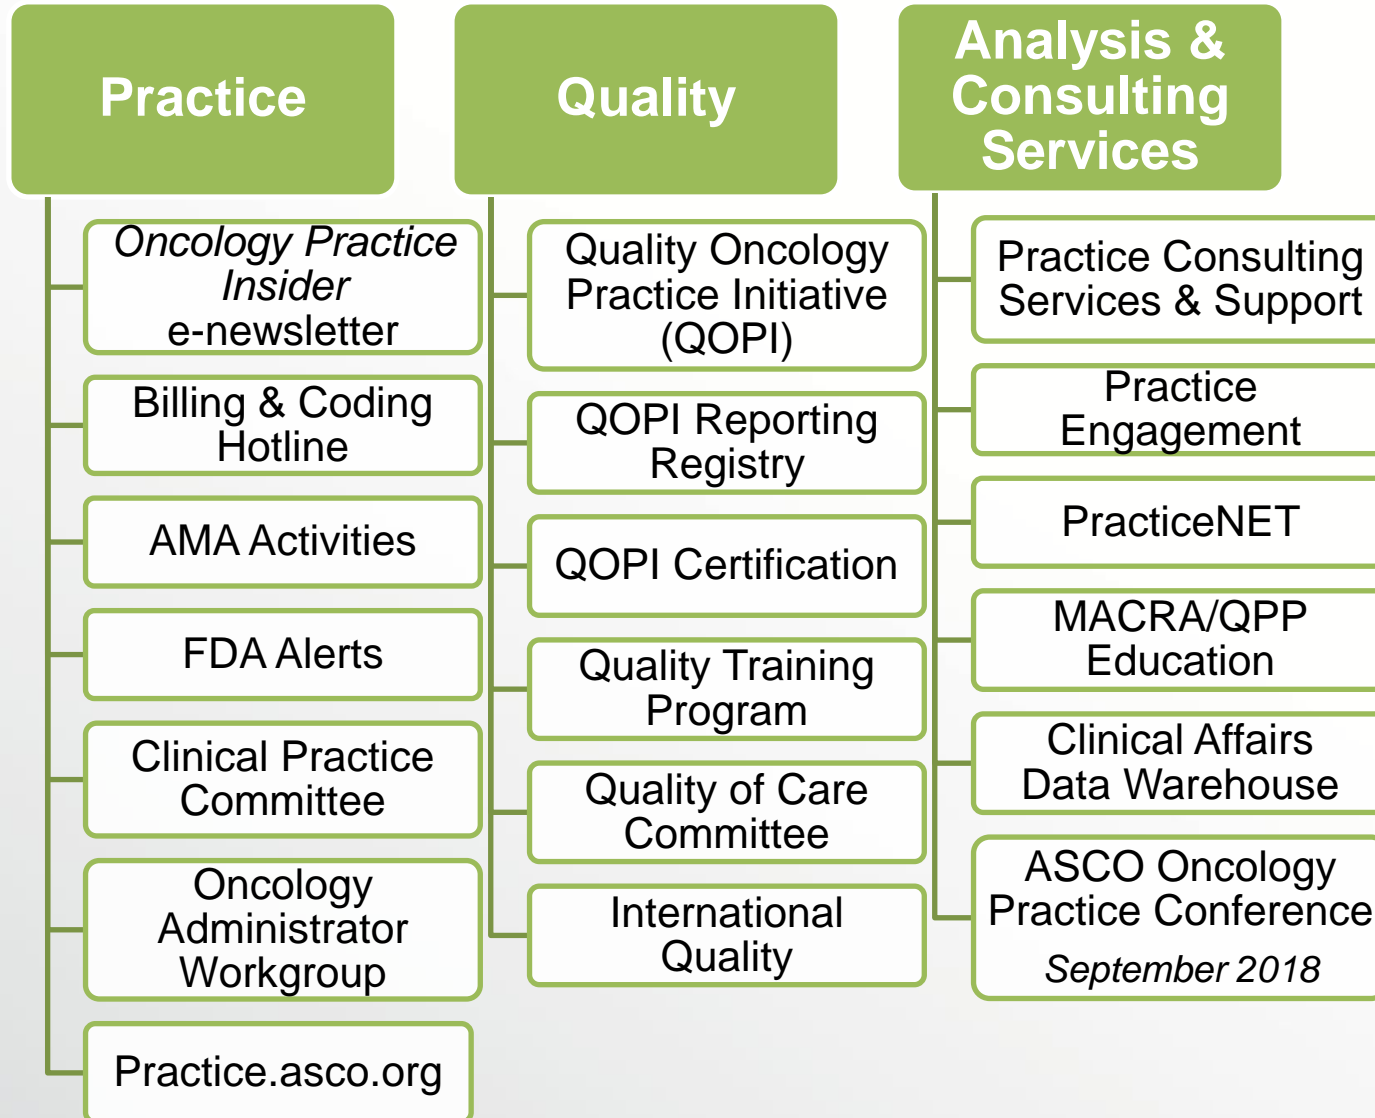 Practice
Oncology Practice
Insider
e-newsletter
Billing & Coding
Hotline
AMA Activities
FDA Alerts
Clinical Practice
Committee
Oncology
Administrator
Workgroup
Practice.asco.org
Quality
Quality Oncology
Practice Initiative
(QOPI)
QOPI Reporting
Registry
QOPI Certification
Quality Training
Program
Quality of Care
Committee
International
Quality
Analysis &
Consulting
Services
Practice Consulting
Services & Support
Practice
Engagement
PracticeNET
MACRA/QPP
Education
Clinical Affairs
Data Warehouse
ASCO Oncology
Practice Conference
September 2018